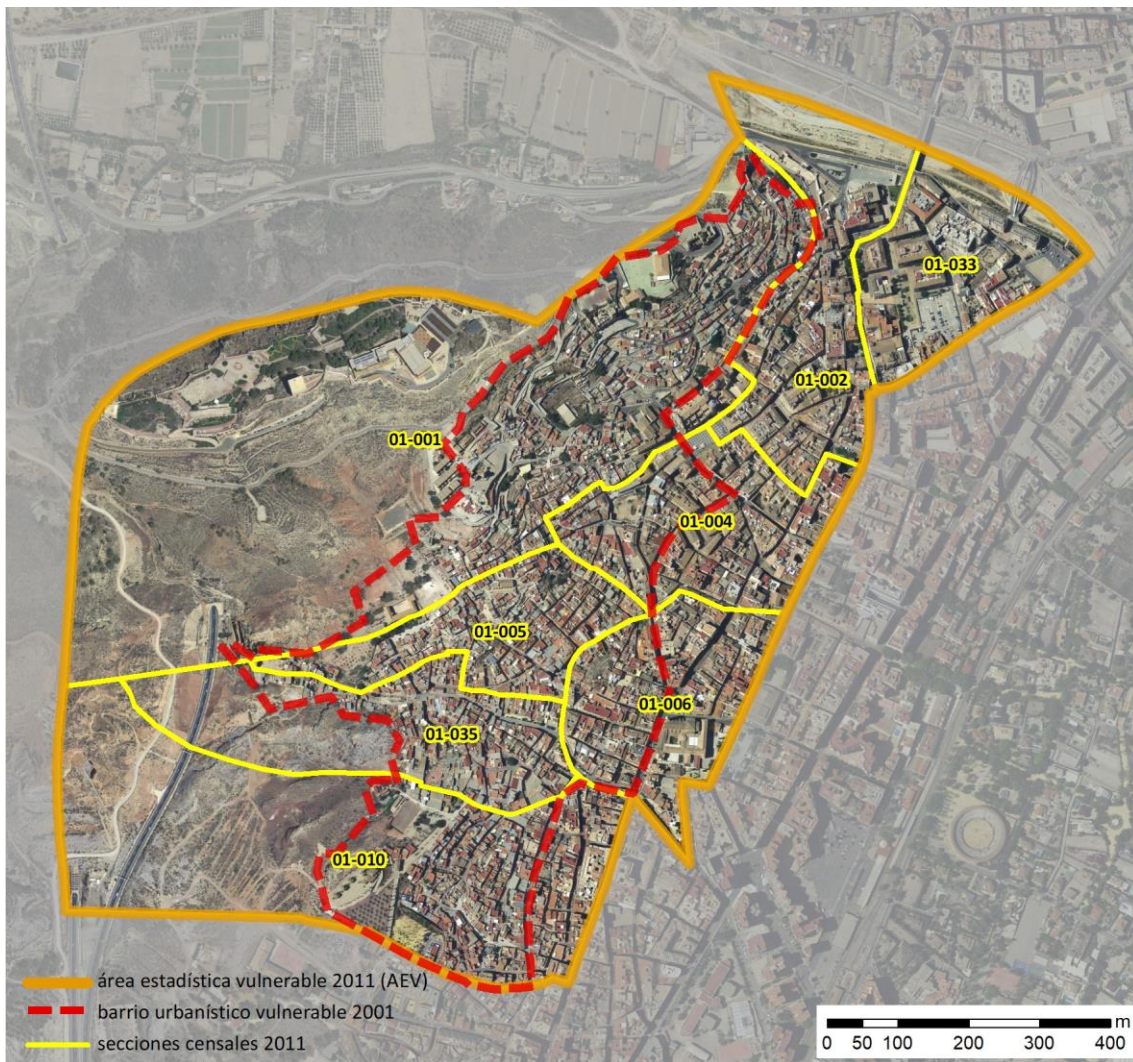 01-033
01-002
01-001
01-004
01-005
01-006
01-035
01-010
área estadística vulnerable 2011 (AEV)
barrio urbanístico vulnerable 2001
secciones censales 2011
m
0 50 100 200 300 400